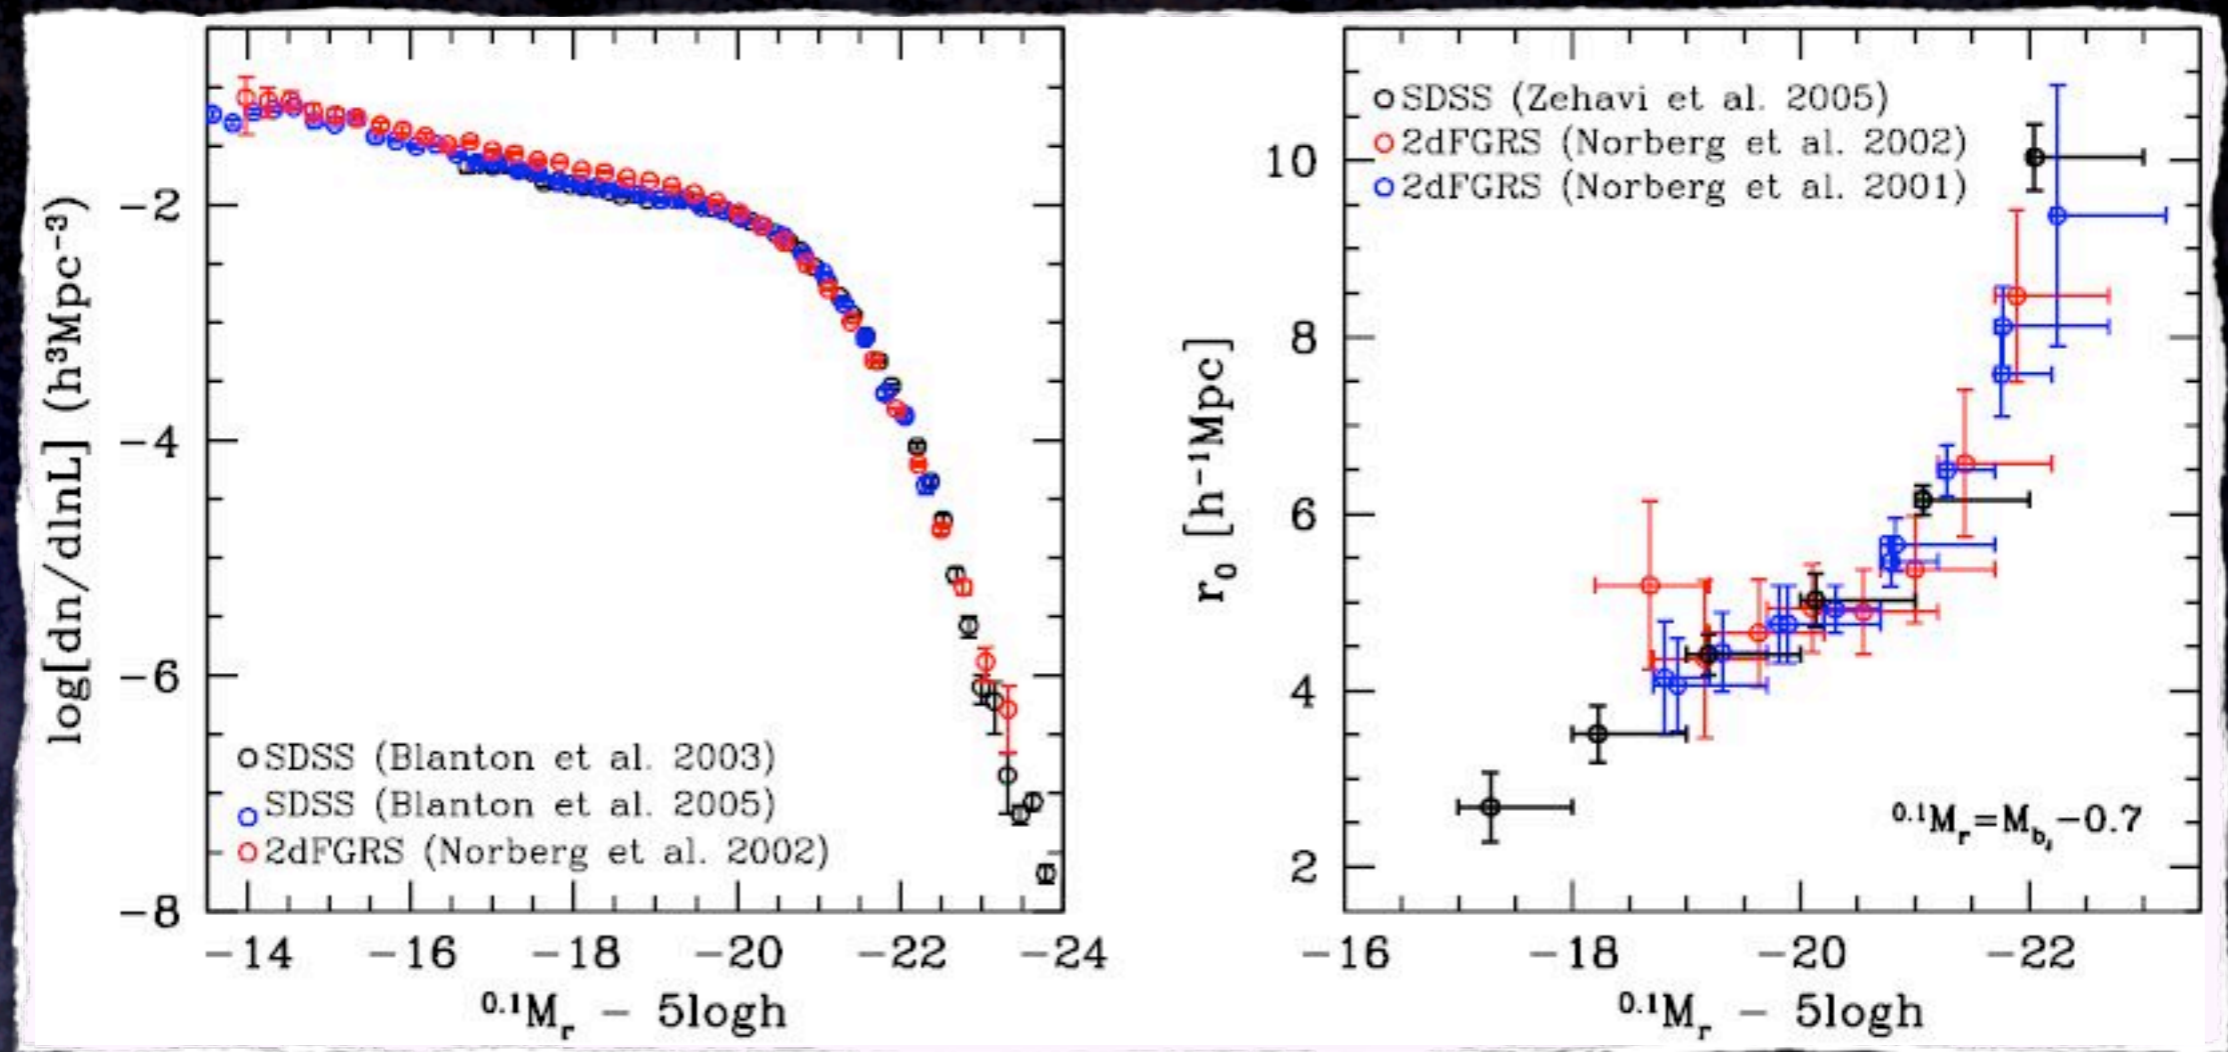 log[dn/dlnL] (h³Mpc⁻³)
−2
−4
−6
−8
○SDSS (Blanton et al. 2003)
○SDSS (Blanton et al. 2005)
○2dFGRS (Norberg et al. 2002)
−14 −16 −18 −20 −22 −24
⁰·¹Mᵣ − 5logh
r₀ [h⁻¹Mpc]
10
8
6
4
2
○SDSS (Zehavi et al. 2005)
○2dFGRS (Norberg et al. 2002)
○2dFGRS (Norberg et al. 2001)
⁰·¹Mᵣ=M_bⱼ−0.7
−16 −18 −20 −22
⁰·¹Mᵣ − 5logh